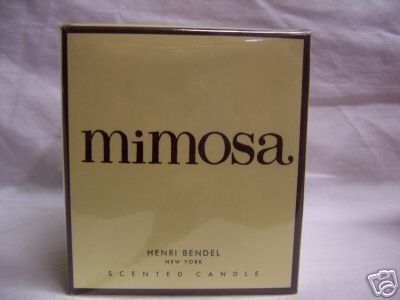 mimosa
HENRI BENDEL
NEW YORK
SCENTED CANDLE